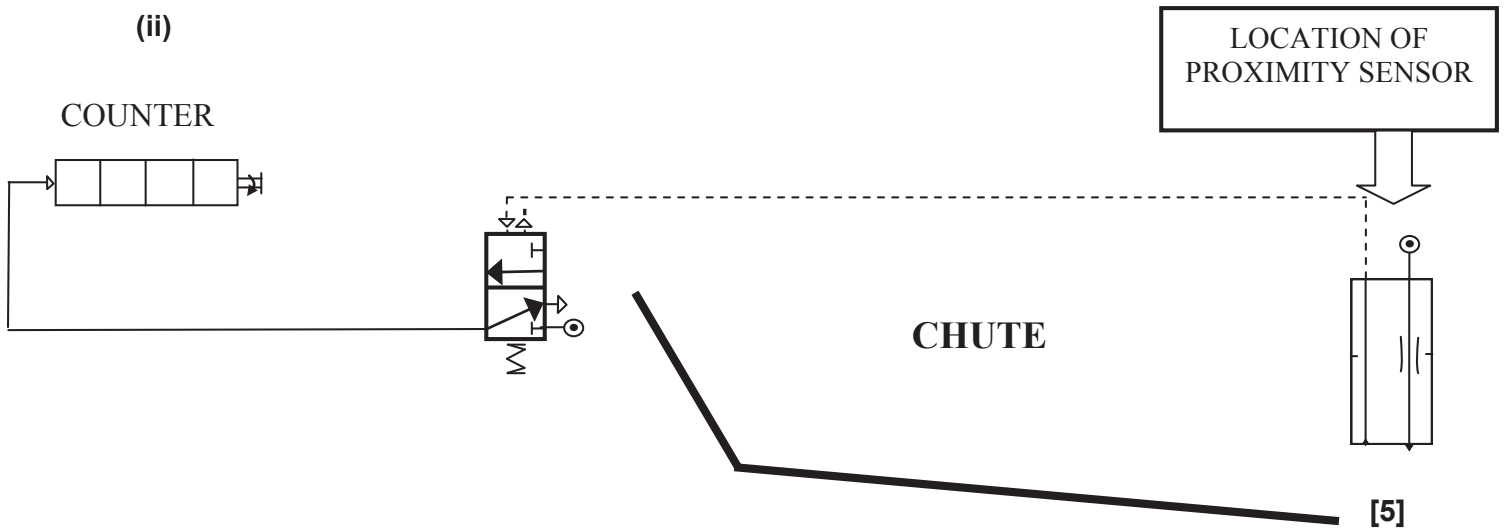 (ii)
LOCATION OF
PROXIMITY SENSOR
COUNTER
CHUTE
[5]